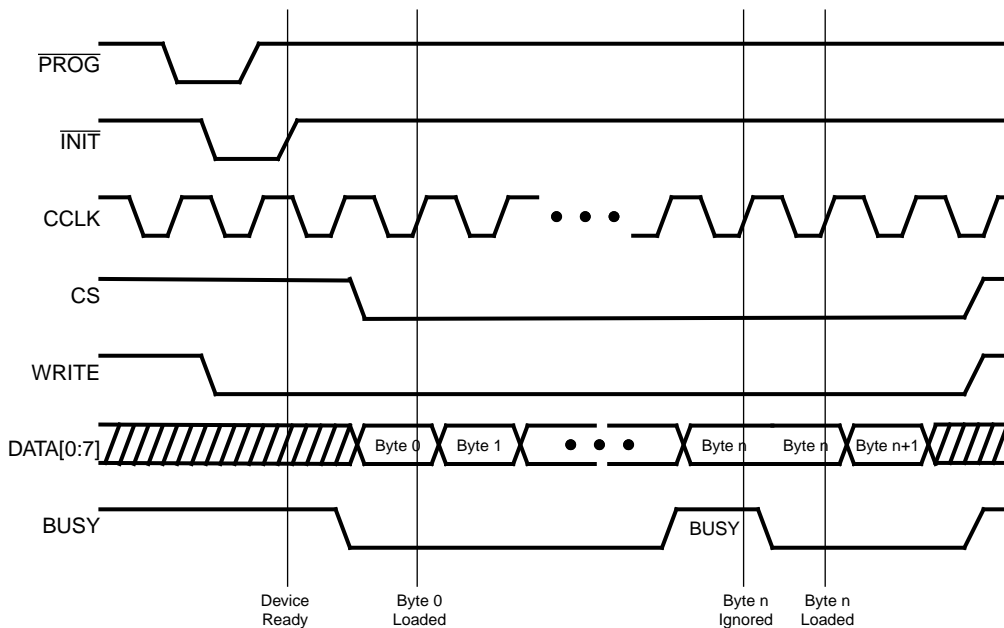 PROG
INIT
CCLK
CS
WRITE
DATA[0:7]
Byte 0
Byte 1
Byte n
Byte n
Byte n+1
BUSY
BUSY
Device
Ready
Byte 0
Loaded
Byte n
Ignored
Byte n
Loaded